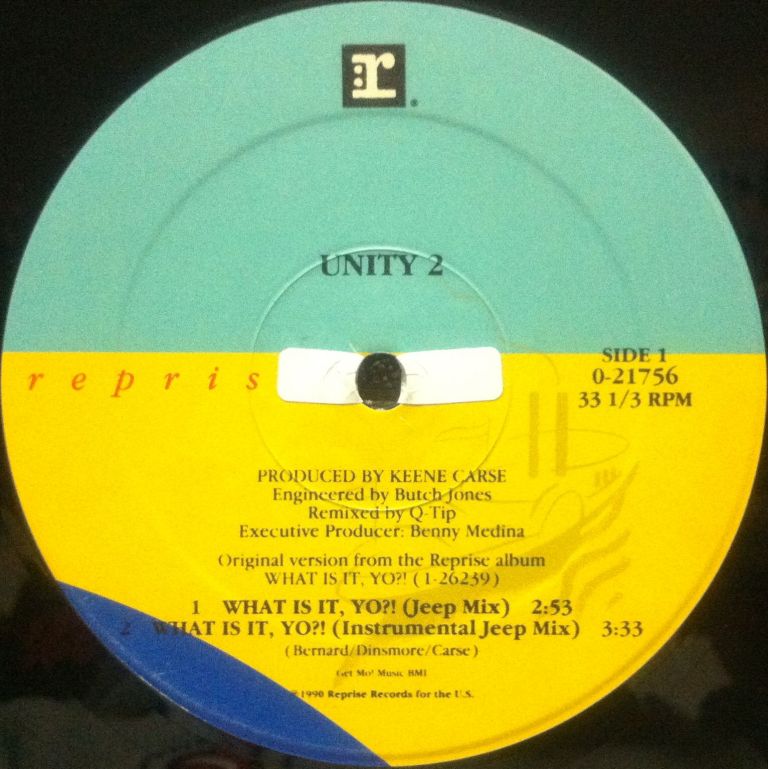 :r
UNITY 2
repris
SIDE 1
0-21756
33 1/3 RPM
PRODUCED BY KEENE CARSE
Engineered by Butch Jones
Remixed by Q-Tip
Executive Producer: Benny Medina
Original version from the Reprise album
WHAT IS IT, YO?! (1-26239)
1 WHAT IS IT, YO?! (Jeep Mix) 2:53
2 WHAT IS IT, YO?! (Instrumental Jeep Mix) 3:33
(Bernard/Dinsmore/Carse)
Get Mo' Music BMI
℗ 1990 Reprise Records for the U.S.